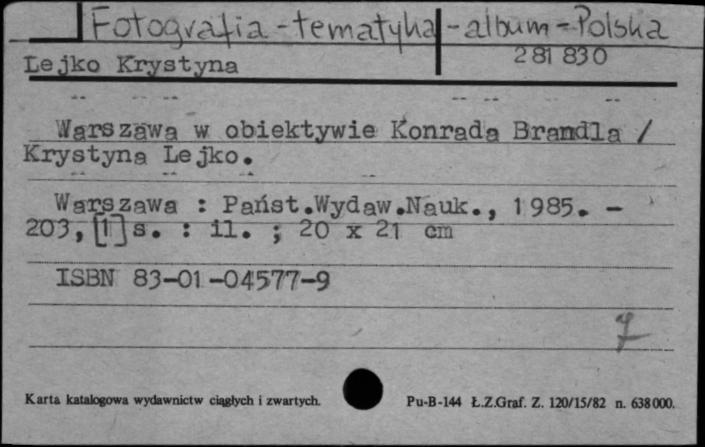 Fotografia - tematyka - album - Polska
Lejko Krystyna 281 830
Warszawa w obiektywie Konrada Brandla /
Krystyna Lejko.
Warszawa : Państ.Wydaw.Nauk., 1985. -
203, [1] s. : il. ; 20 x 21 cm
ISBN 83-01-04577-9
7
Karta katalogowa wydawnictw ciągłych i zwartych. Pu-B-144 Ł.Z.Graf. Z. 120/15/82 n. 638000.